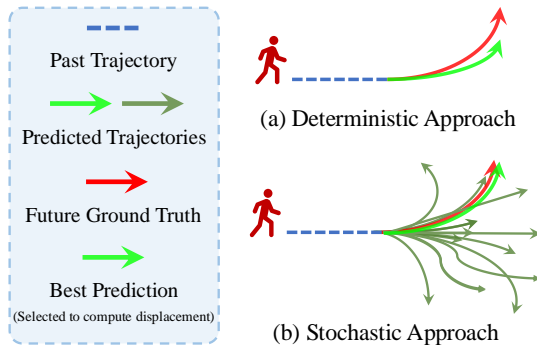 Past Trajectory
Predicted Trajectories
Future Ground Truth
Best Prediction
(Selected to compute displacement)
(a) Deterministic Approach
(b) Stochastic Approach